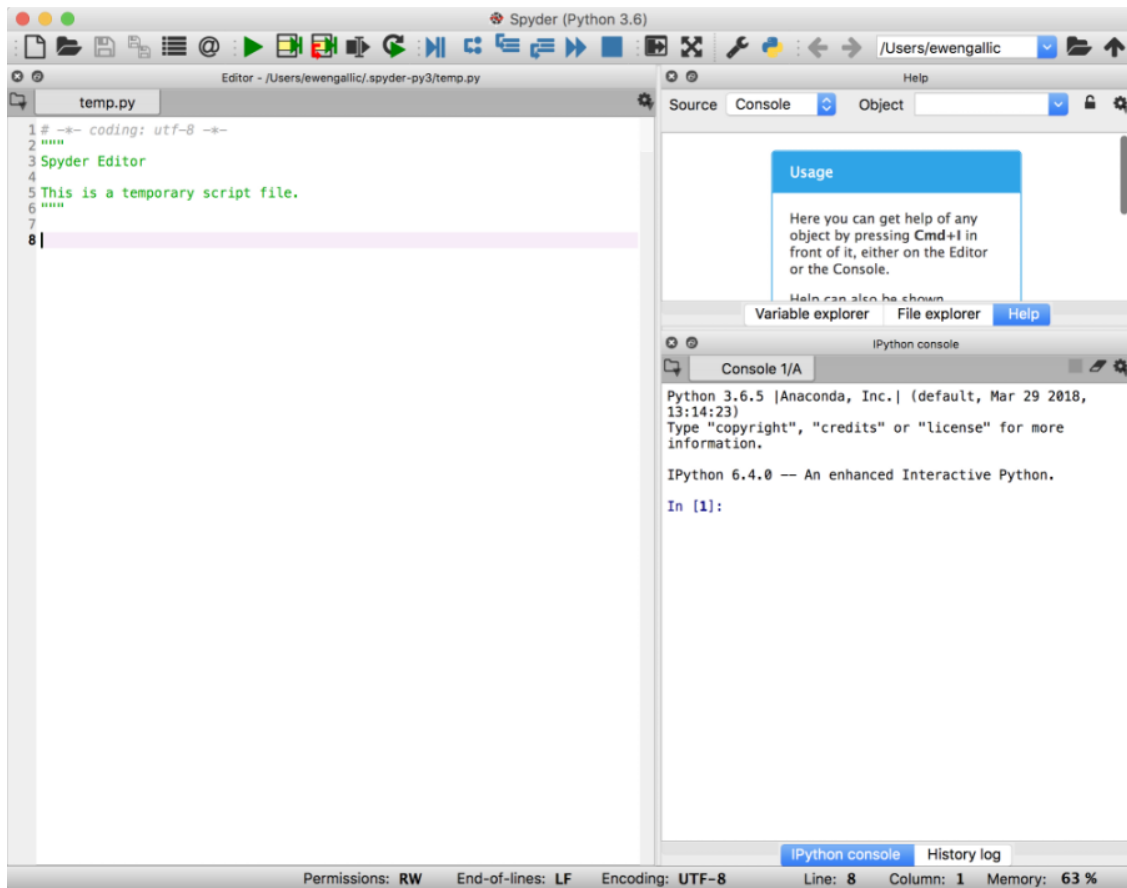 Spyder (Python 3.6)
/Users/ewengallic
Editor - /Users/ewengallic/.spyder-py3/temp.py
temp.py
1 # -*- coding: utf-8 -*-
2 """
3 Spyder Editor
4
5 This is a temporary script file.
6 """
7
8
Help
Source Console Object
Usage
Here you can get help of any
object by pressing Cmd+I in
front of it, either on the Editor
or the Console.
Help can also be shown
Variable explorer File explorer Help
IPython console
Console 1/A
Python 3.6.5 |Anaconda, Inc.| (default, Mar 29 2018,
13:14:23)
Type "copyright", "credits" or "license" for more
information.
IPython 6.4.0 -- An enhanced Interactive Python.
In [1]:
IPython console History log
Permissions: RW End-of-lines: LF Encoding: UTF-8 Line: 8 Column: 1 Memory: 63 %